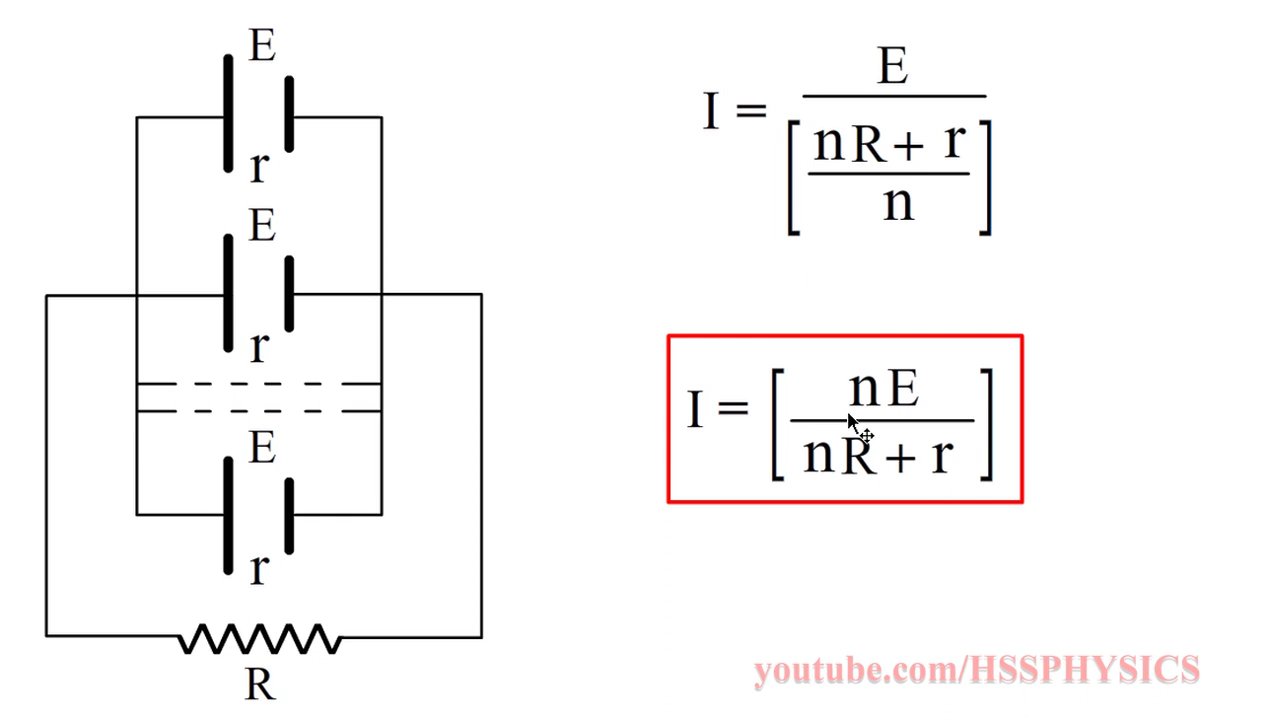 E
r
E
r
E
r
R
I = E / [ nR + r / n ]
I = [ nE / nR + r ]
youtube.com/HSSPHYSICS